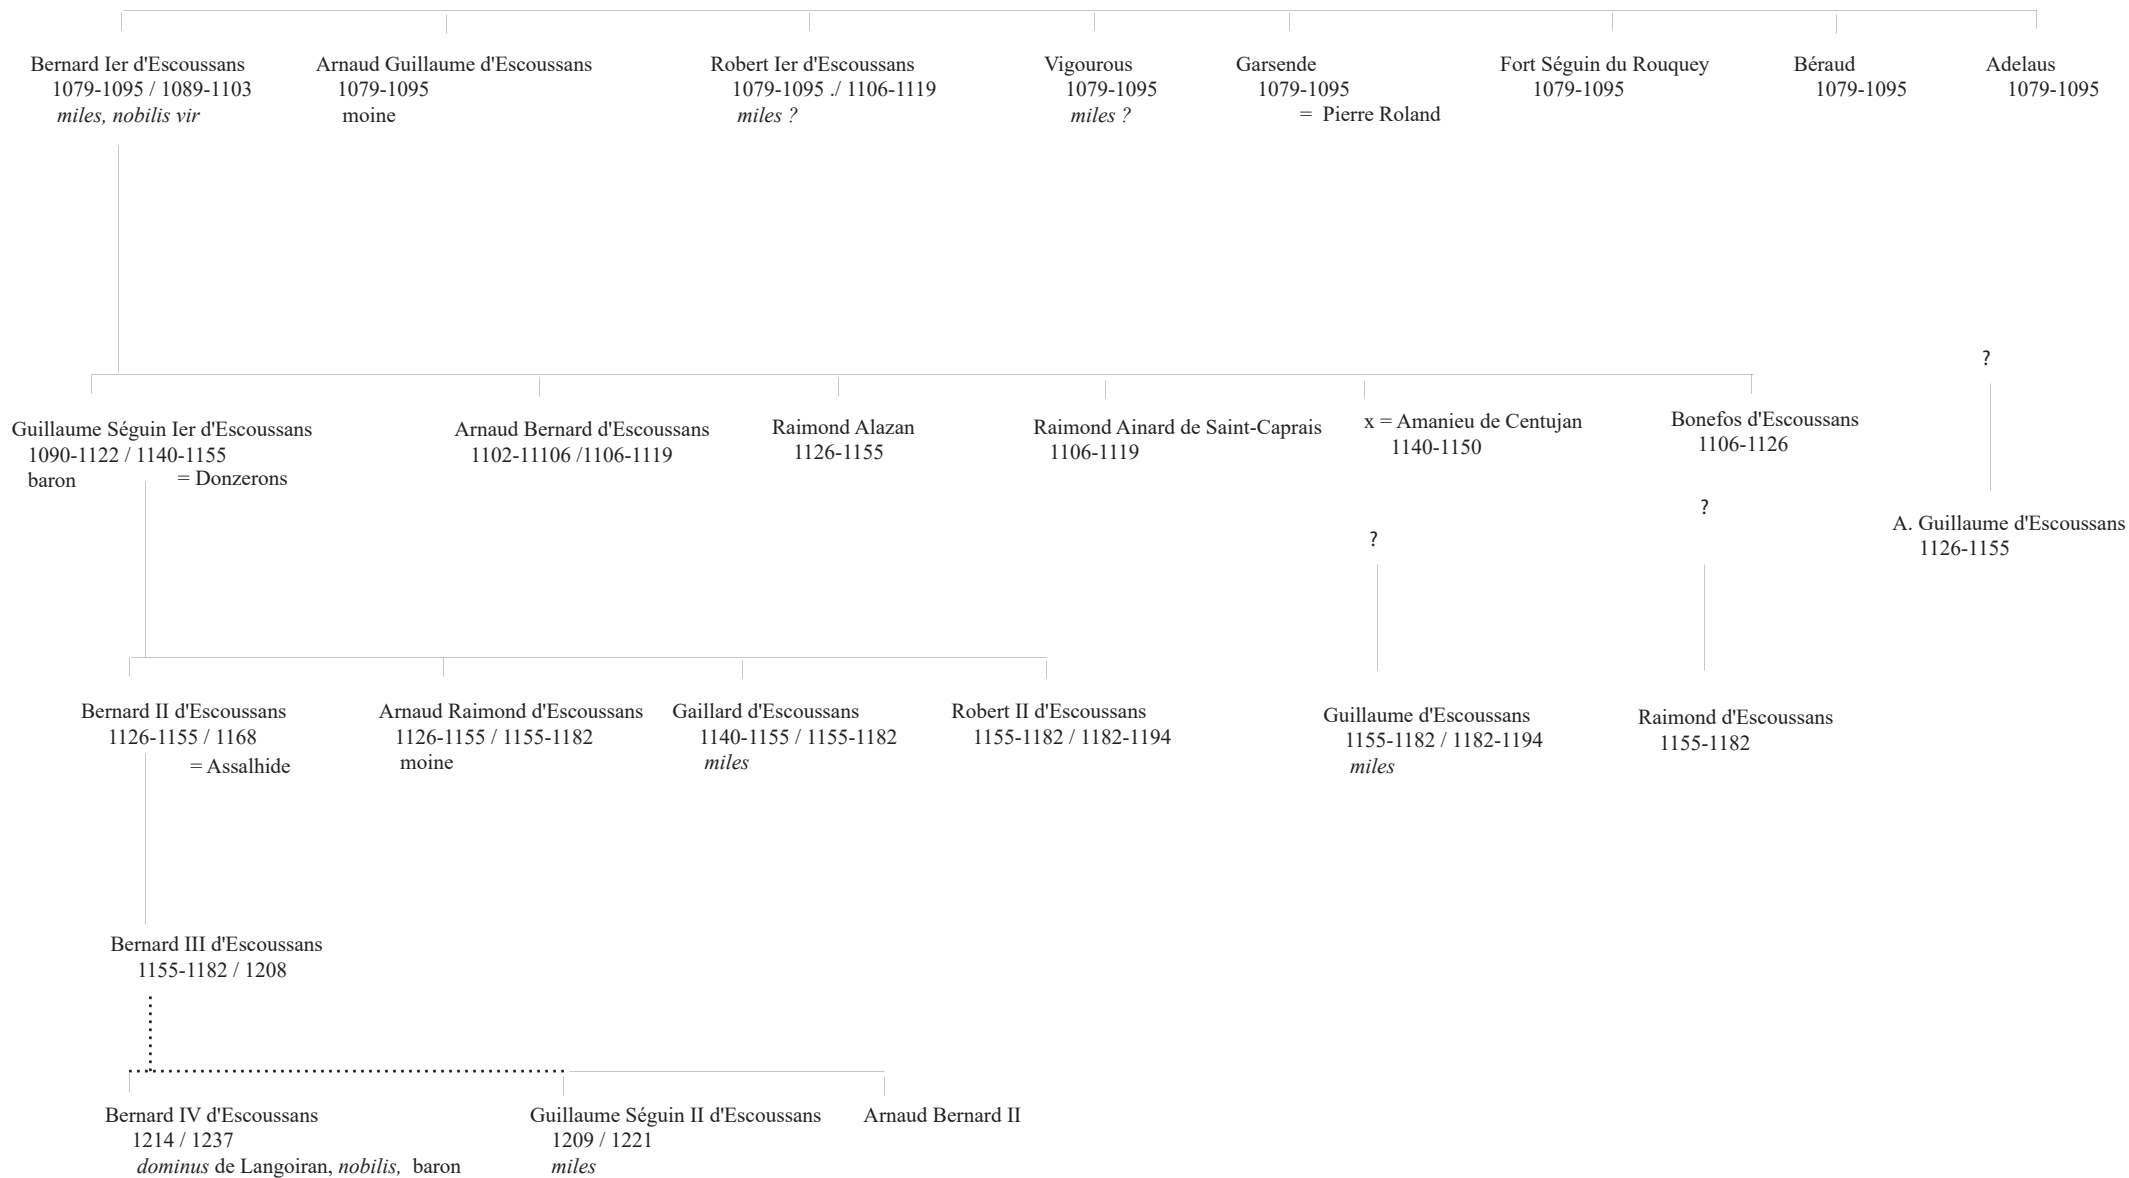 Bernard Ier d'Escoussans
1079-1095 / 1089-1103
miles, nobilis vir
Arnaud Guillaume d'Escoussans
1079-1095
moine
Robert Ier d'Escoussans
1079-1095 ./ 1106-1119
miles ?
Vigourous
1079-1095
miles ?
Garsende
1079-1095
= Pierre Roland
Fort Séguin du Rouquey
1079-1095
Béraud
1079-1095
Adelaus
1079-1095
Guillaume Séguin Ier d'Escoussans
1090-1122 / 1140-1155
baron
= Donzerons
Arnaud Bernard d'Escoussans
1102-11106 /1106-1119
Raimond Alazan
1126-1155
Raimond Ainard de Saint-Caprais
1106-1119
x = Amanieu de Centujan
1140-1150
Bonefos d'Escoussans
1106-1126
?
A. Guillaume d'Escoussans
1126-1155
Bernard II d'Escoussans
1126-1155 / 1168
= Assalhide
Arnaud Raimond d'Escoussans
1126-1155 / 1155-1182
moine
Gaillard d'Escoussans
1140-1155 / 1155-1182
miles
Robert II d'Escoussans
1155-1182 / 1182-1194
?
Guillaume d'Escoussans
1155-1182 / 1182-1194
miles
?
Raimond d'Escoussans
1155-1182
Bernard III d'Escoussans
1155-1182 / 1208
Bernard IV d'Escoussans
1214 / 1237
dominus de Langoiran, nobilis, baron
Guillaume Séguin II d'Escoussans
1209 / 1221
miles
Arnaud Bernard II